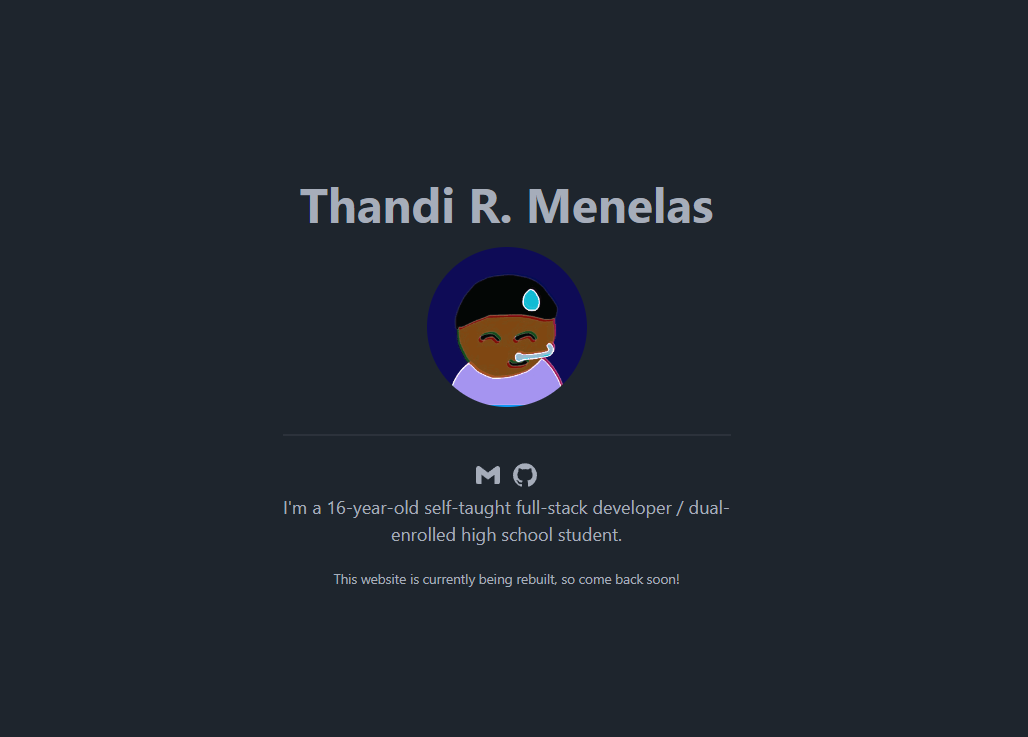 Thandi R. Menelas
I'm a 16-year-old self-taught full-stack developer / dual-
enrolled high school student.
This website is currently being rebuilt, so come back soon!